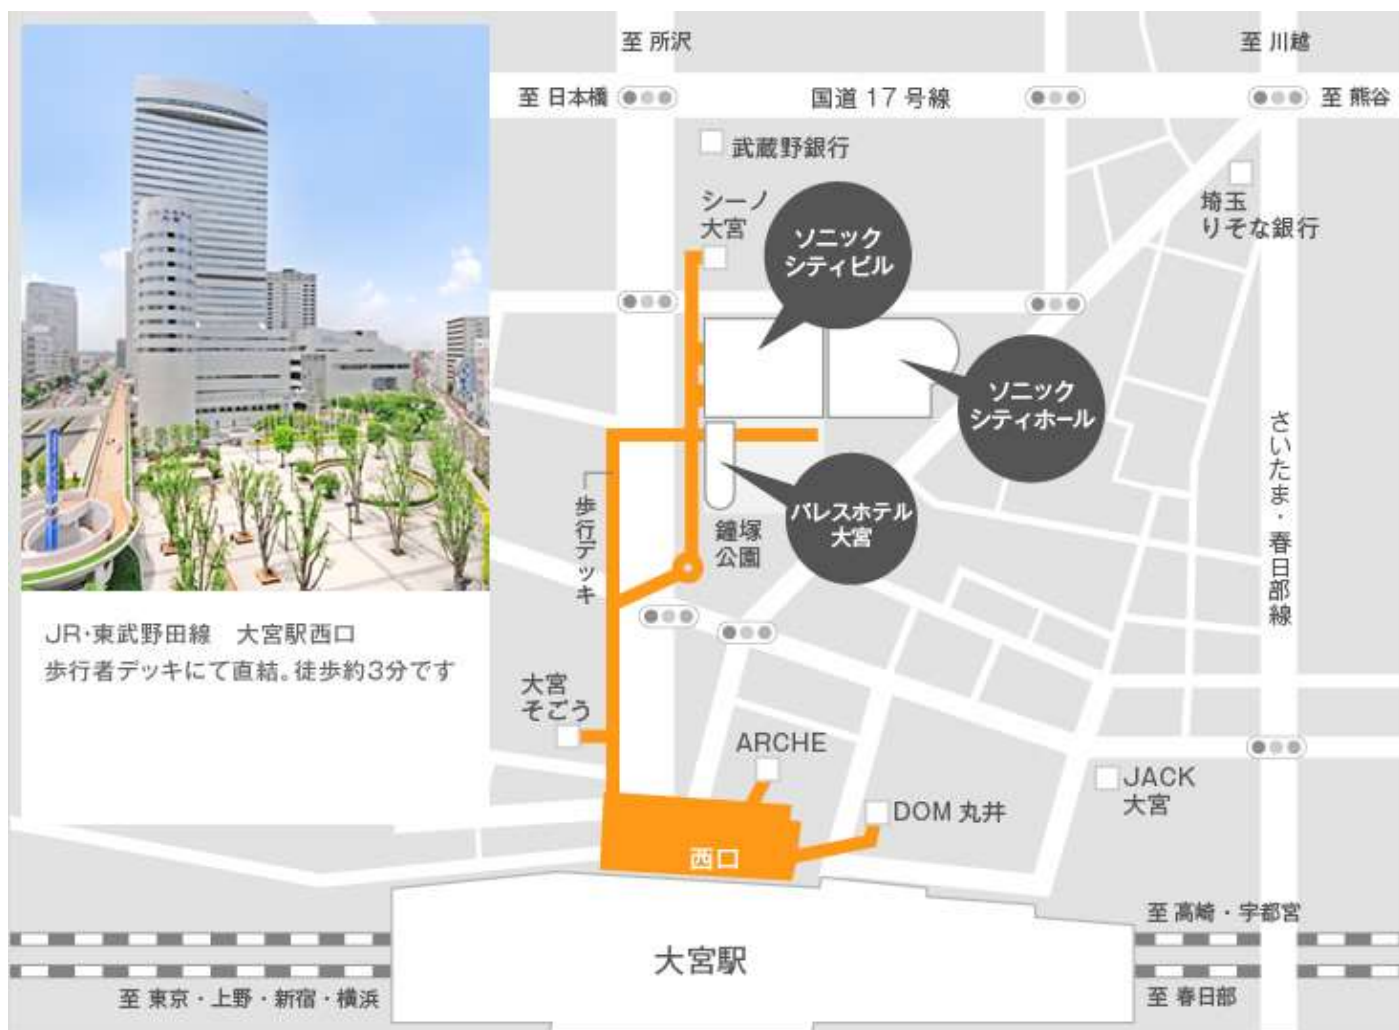 至 所沢
至 川越
至 日本橋
国道 17 号線
至 熊谷
武蔵野銀行
シーノ
大宮
ソニック
シティビル
埼玉
りそな銀行
ソニック
シティホール
さいたま・春日部線
歩行デッキ
パレスホテル
大宮
鐘塚
公園
JR・東武野田線 大宮駅西口
歩行者デッキにて直結。徒歩約3分です
大宮
そごう
ARCHE
JACK
大宮
DOM 丸井
西口
至 高崎・宇都宮
大宮駅
至 東京・上野・新宿・横浜
至 春日部